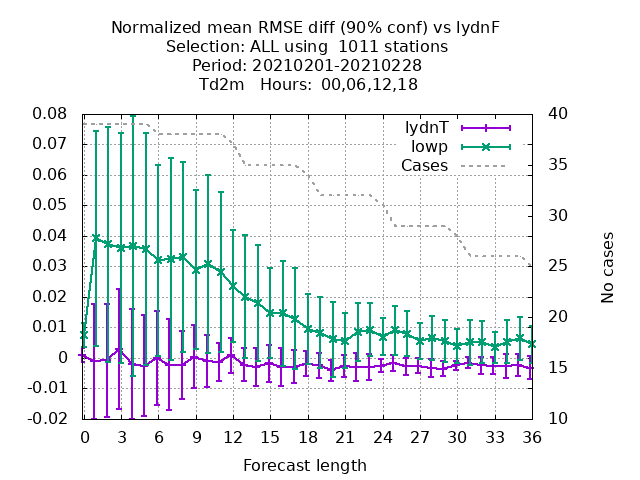 Normalized mean RMSE diff (90% conf) vs lydnF
Selection: ALL using  1011 stations
Period: 20210201-20210228
Td2m   Hours:  00,06,12,18
lydnT
lowp
Cases
0.08
0.07
0.06
0.05
0.04
0.03
0.02
0.01
0
-0.01
-0.02
40
35
30
25
20
15
10
No cases
0 3 6 9 12 15 18 21 24 27 30 33 36
Forecast length